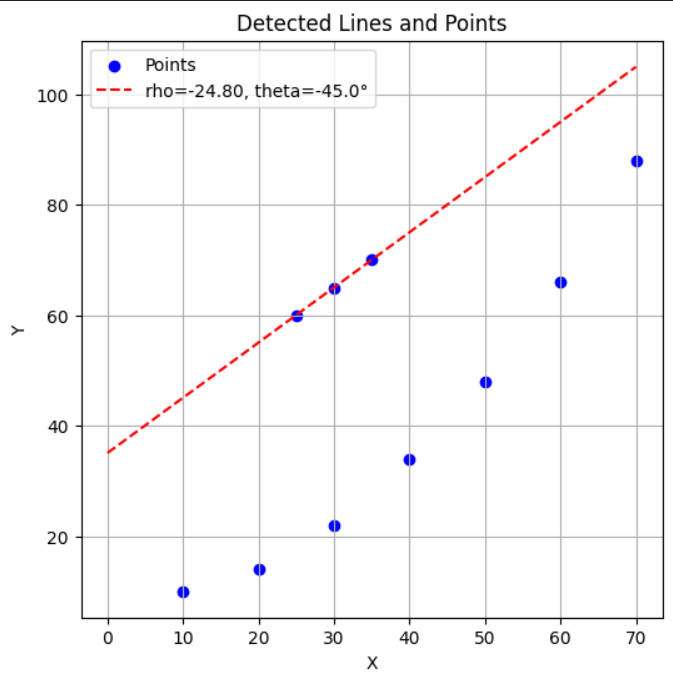 Detected Lines and Points
Points
rho=-24.80, theta=-45.0°
100
80
60
40
20
Y
0 10 20 30 40 50 60 70
X